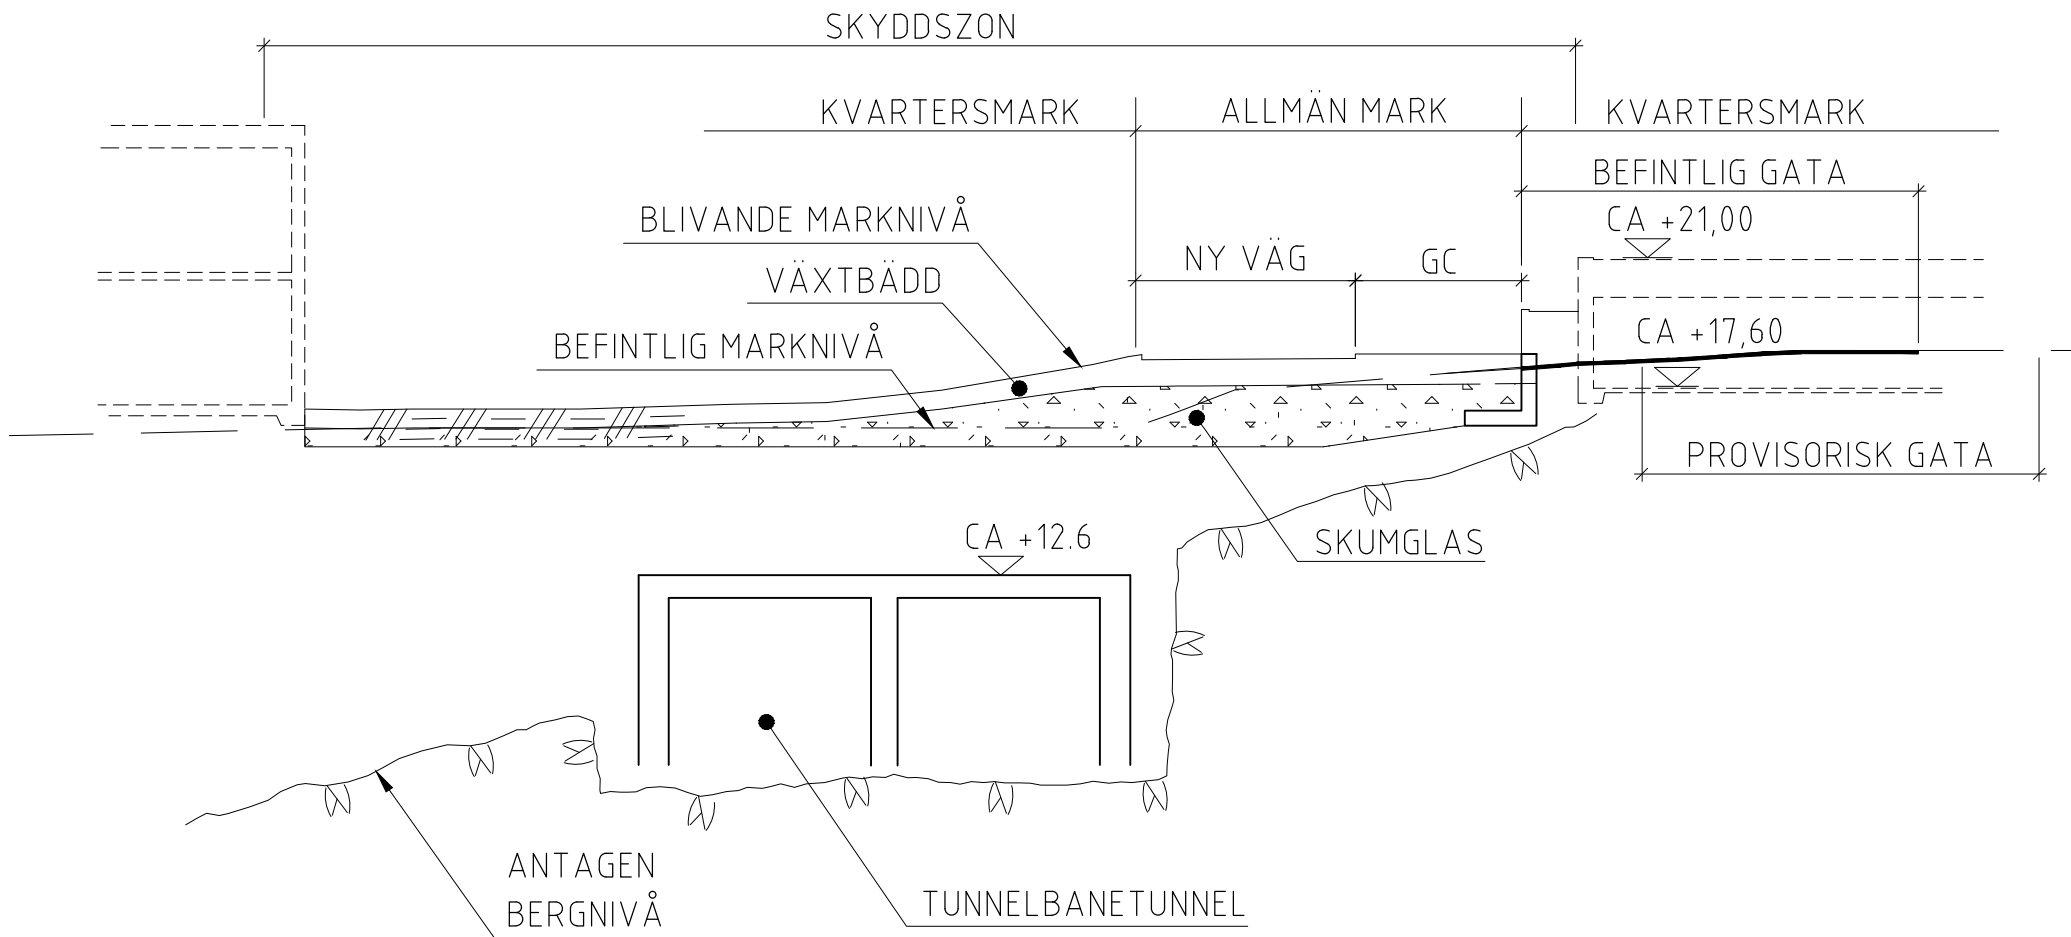 SKYDDSZON
KVARTERSMARK
ALLMÄN MARK
KVARTERSMARK
BEFINTLIG GATA
BLIVANDE MARKNIVÅ
CA +21,00
NY VÄG
GC
VÄXTBÄDD
BEFINTLIG MARKNIVÅ
CA +17,60
PROVISORISK GATA
CA +12.6
SKUMGLAS
ANTAGEN
BERGNIVÅ
TUNNELBANETUNNEL